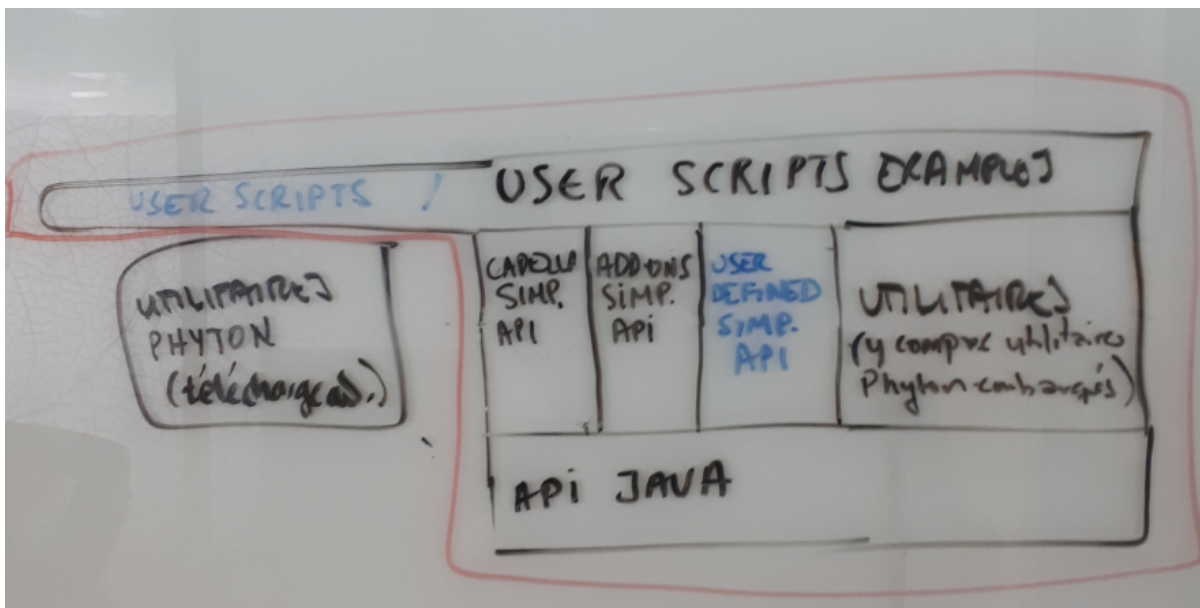 USER SCRIPTS !
USER SCRIPTS EXAMPLES
UTILITAIRES
PHYTON
(téléchargeab.)
CAPELLA
SIMP.
API
ADD-ONS
SIMP.
API
USER
DEFINED
SIMP.
API
UTILITAIRES
(y compris utilitaires
Phyton embarqués)
API JAVA